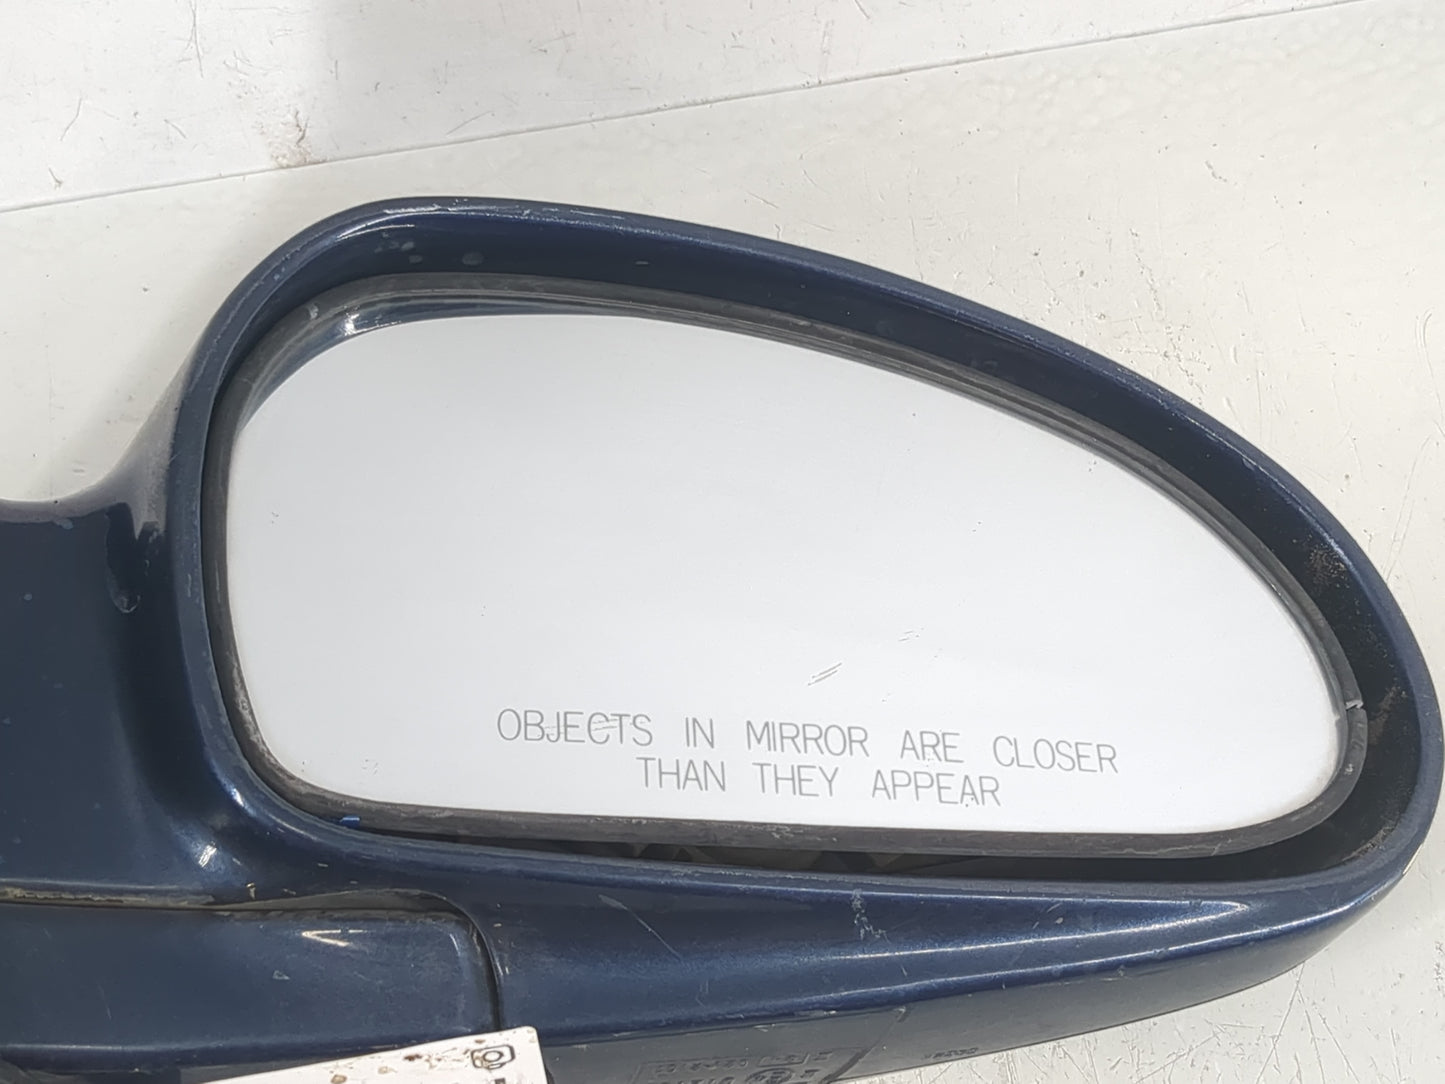 OBJECTS IN MIRROR ARE CLOSER
THAN THEY APPEAR